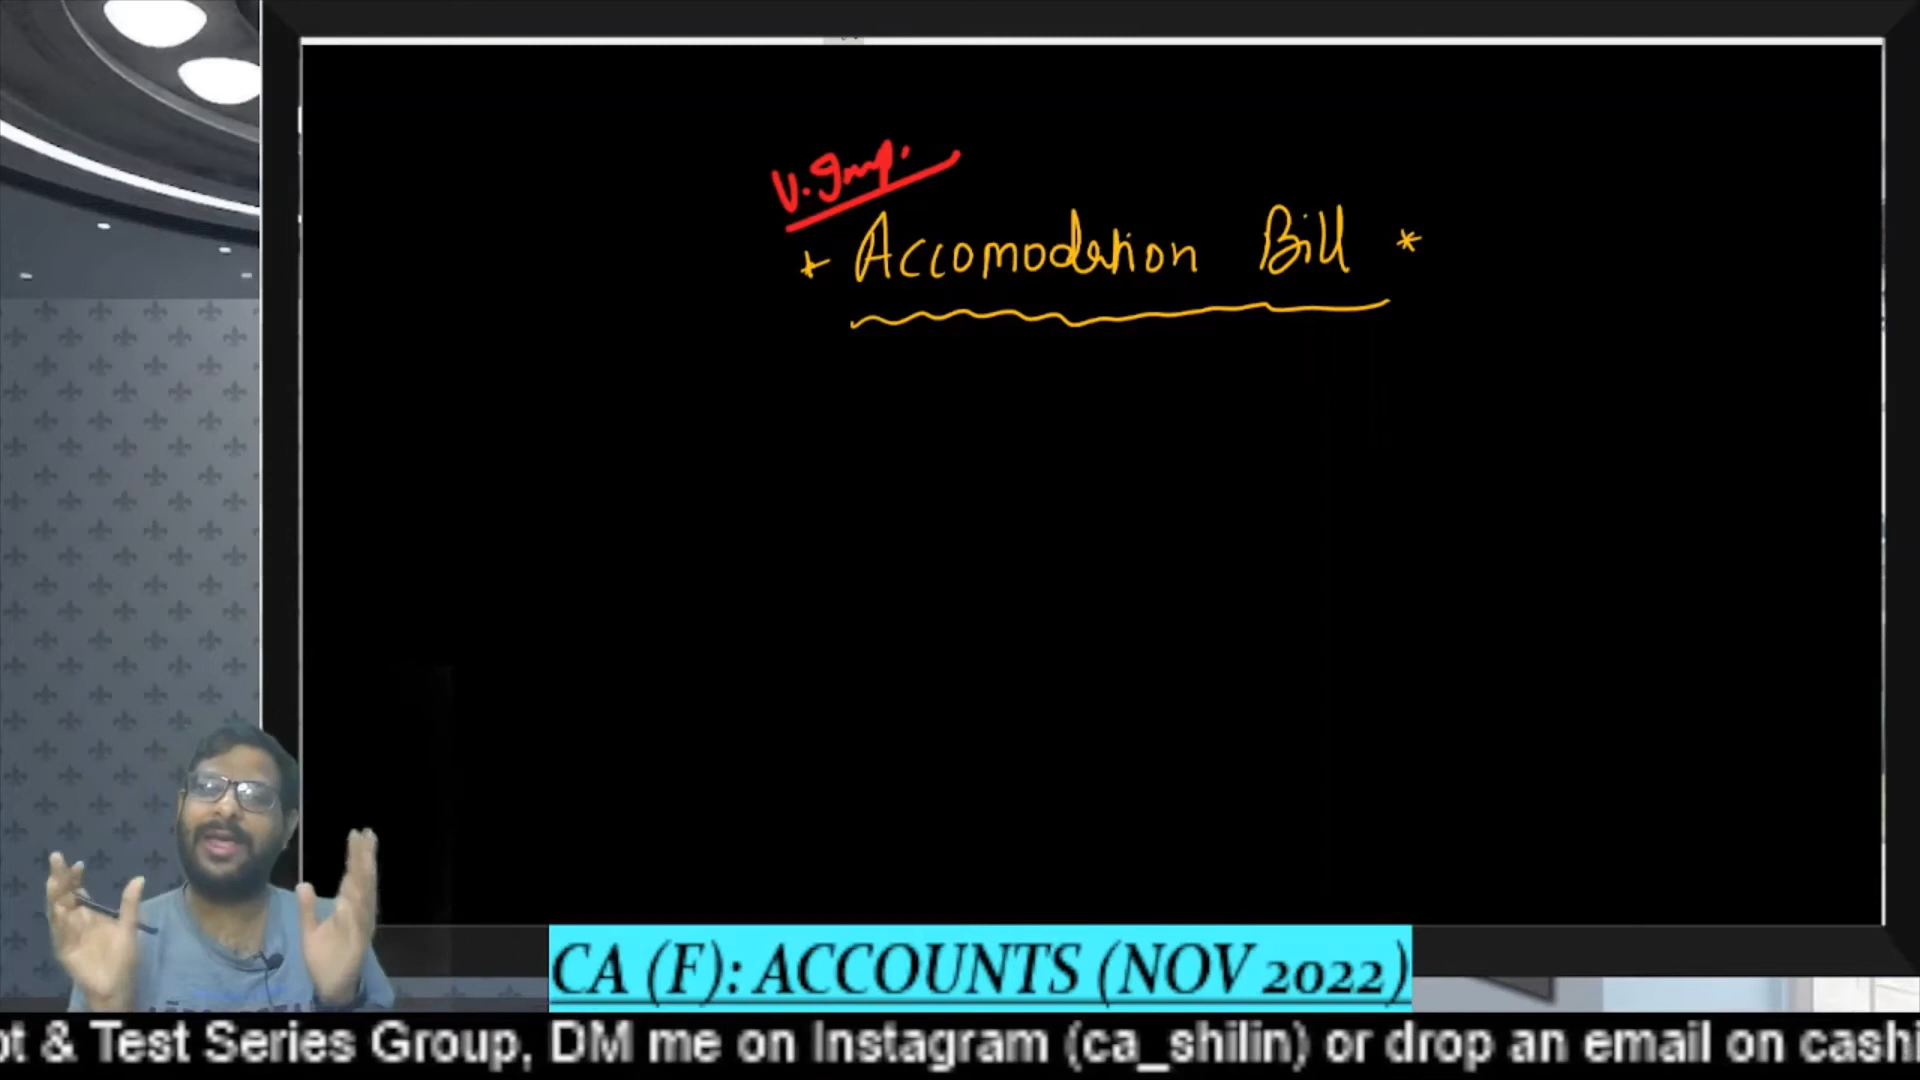 V. Imp.
* Accomodation Bill *
CA (F): ACCOUNTS (NOV 2022)
ot & Test Series Group, DM me on Instagram (ca_shilin) or drop an email on cashi